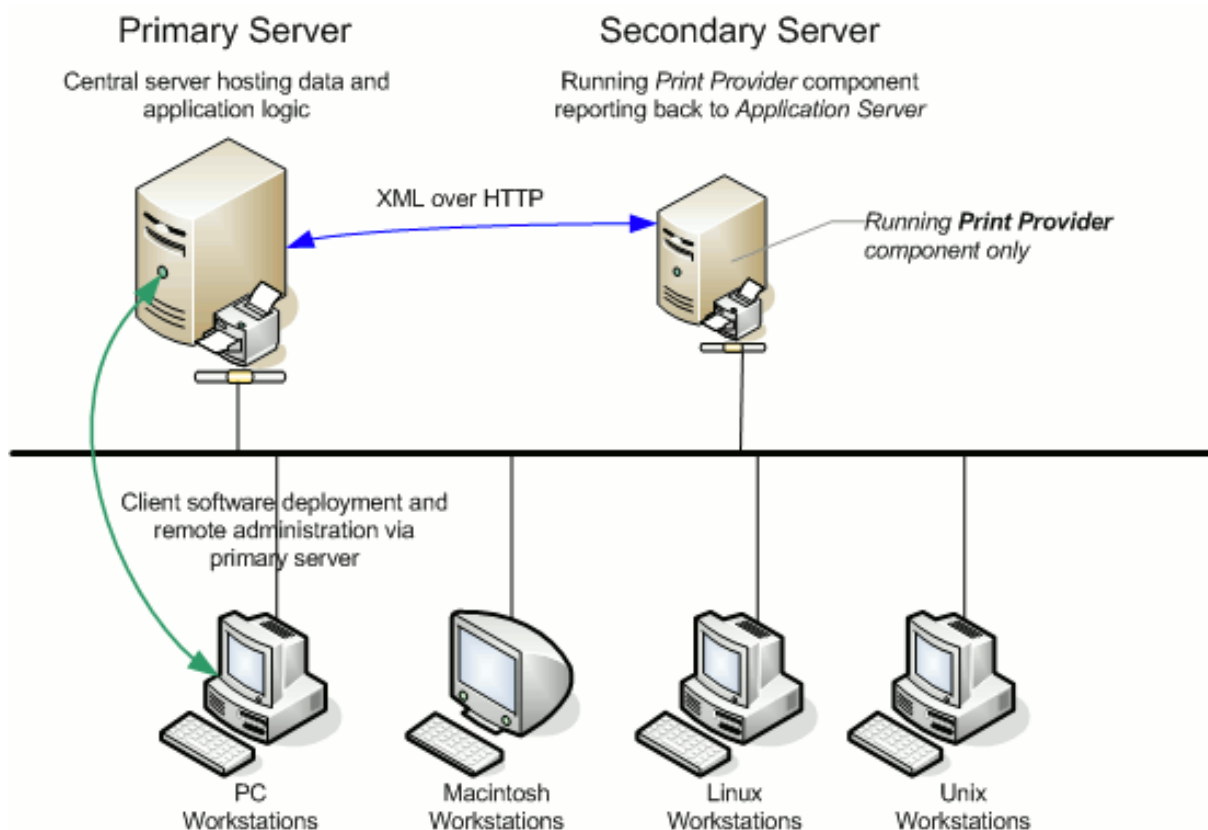 Primary Server
Central server hosting data and
application logic
Secondary Server
Running Print Provider component
reporting back to Application Server
XML over HTTP
Running Print Provider
component only
Client software deployment and
remote administration via
primary server
PC
Workstations
Macintosh
Workstations
Linux
Workstations
Unix
Workstations